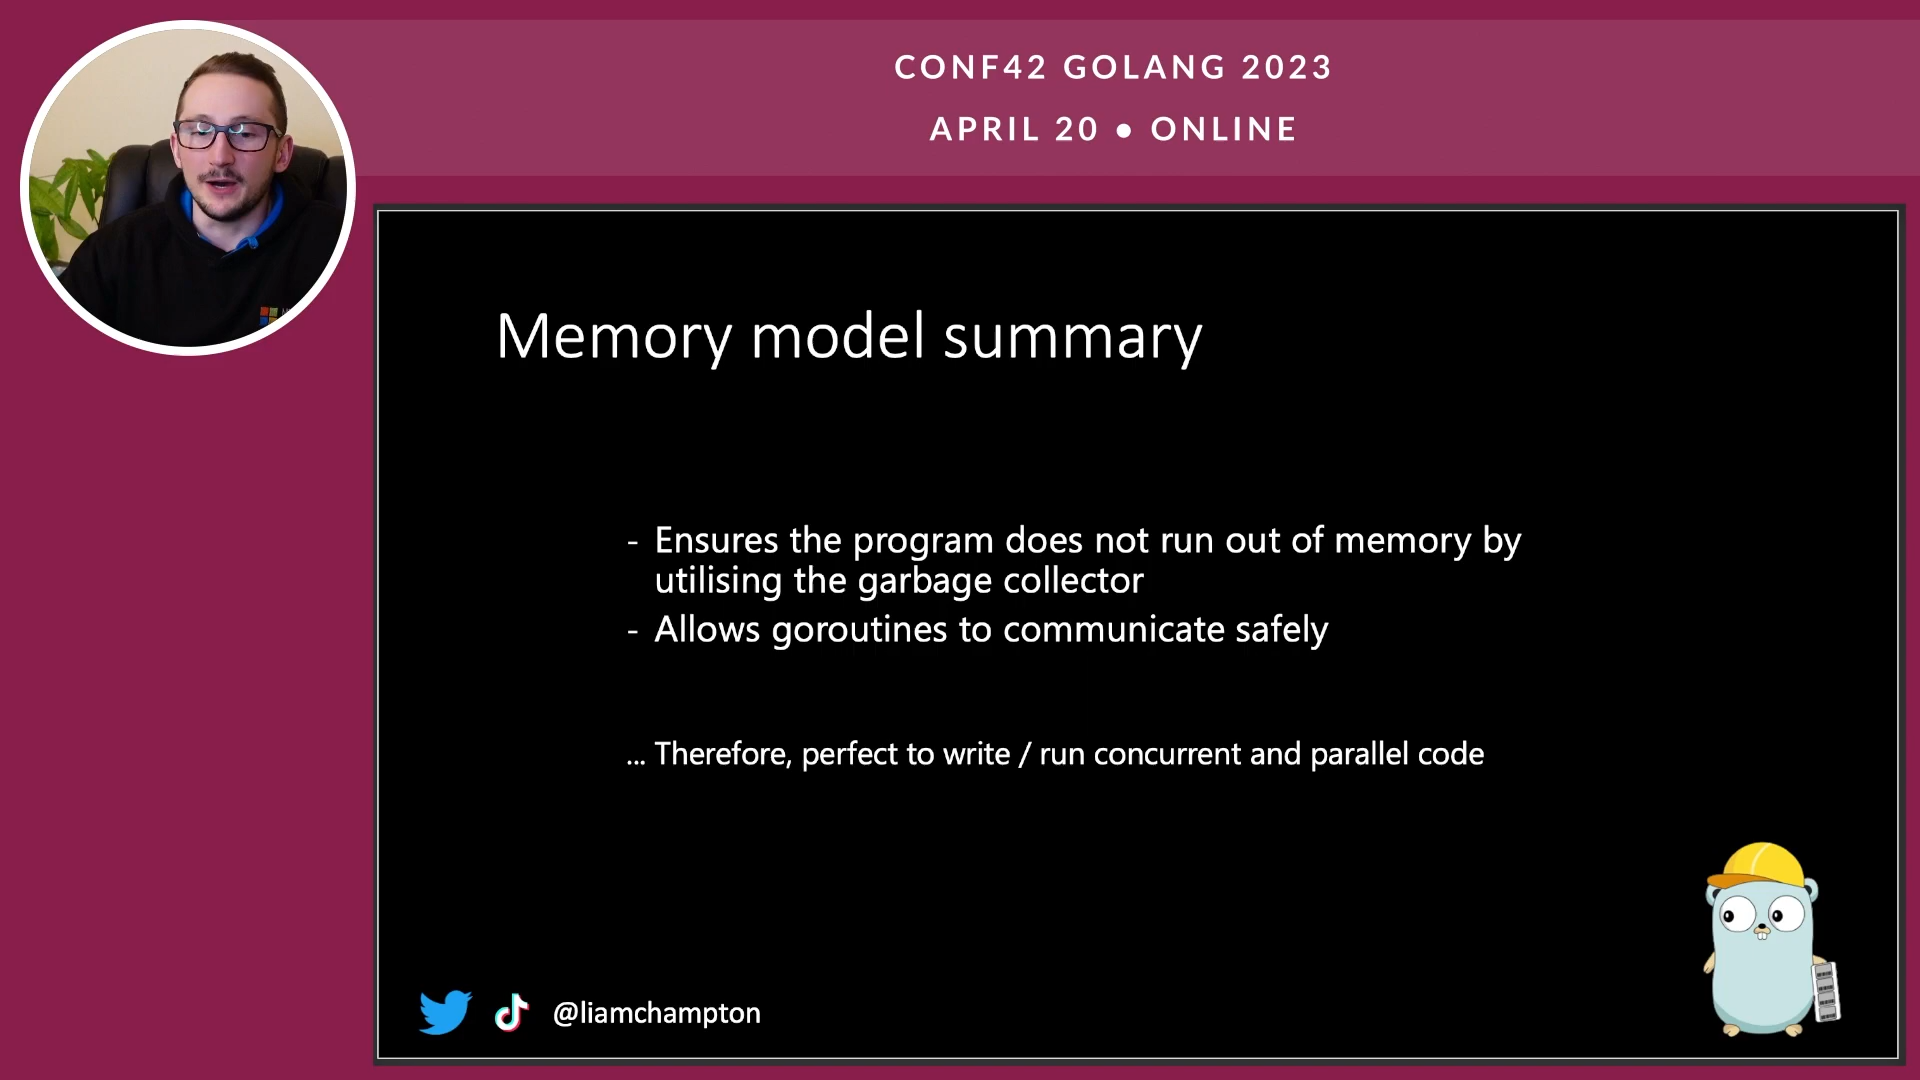 CONF42 GOLANG 2023
APRIL 20 • ONLINE
Memory model summary
- Ensures the program does not run out of memory by
utilising the garbage collector
- Allows goroutines to communicate safely
... Therefore, perfect to write / run concurrent and parallel code
@liamchampton